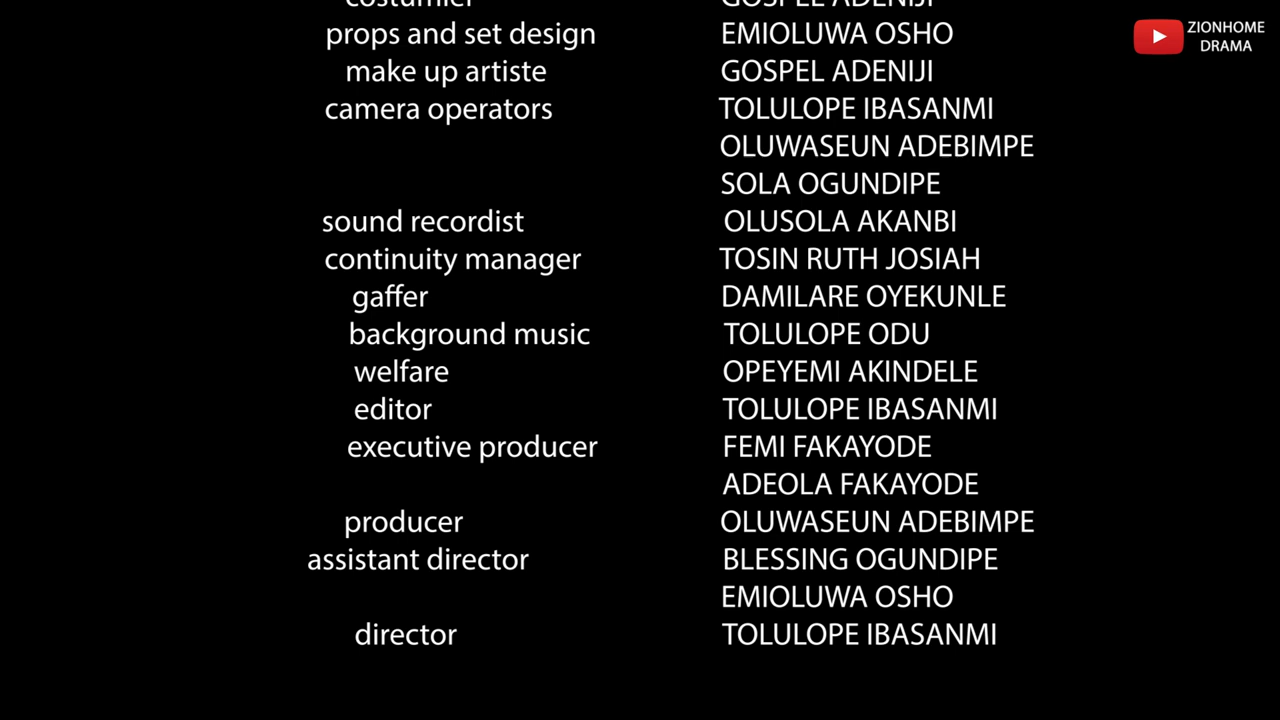 costumier GOSPEL ADENIJI
props and set design EMIOLUWA OSHO
make up artiste GOSPEL ADENIJI
camera operators TOLULOPE IBASANMI
OLUWASEUN ADEBIMPE
SOLA OGUNDIPE
sound recordist OLUSOLA AKANBI
continuity manager TOSIN RUTH JOSIAH
gaffer DAMILARE OYEKUNLE
background music TOLULOPE ODU
welfare OPEYEMI AKINDELE
editor TOLULOPE IBASANMI
executive producer FEMI FAKAYODE
ADEOLA FAKAYODE
producer OLUWASEUN ADEBIMPE
assistant director BLESSING OGUNDIPE
EMIOLUWA OSHO
director TOLULOPE IBASANMI
ZIONHOME
DRAMA